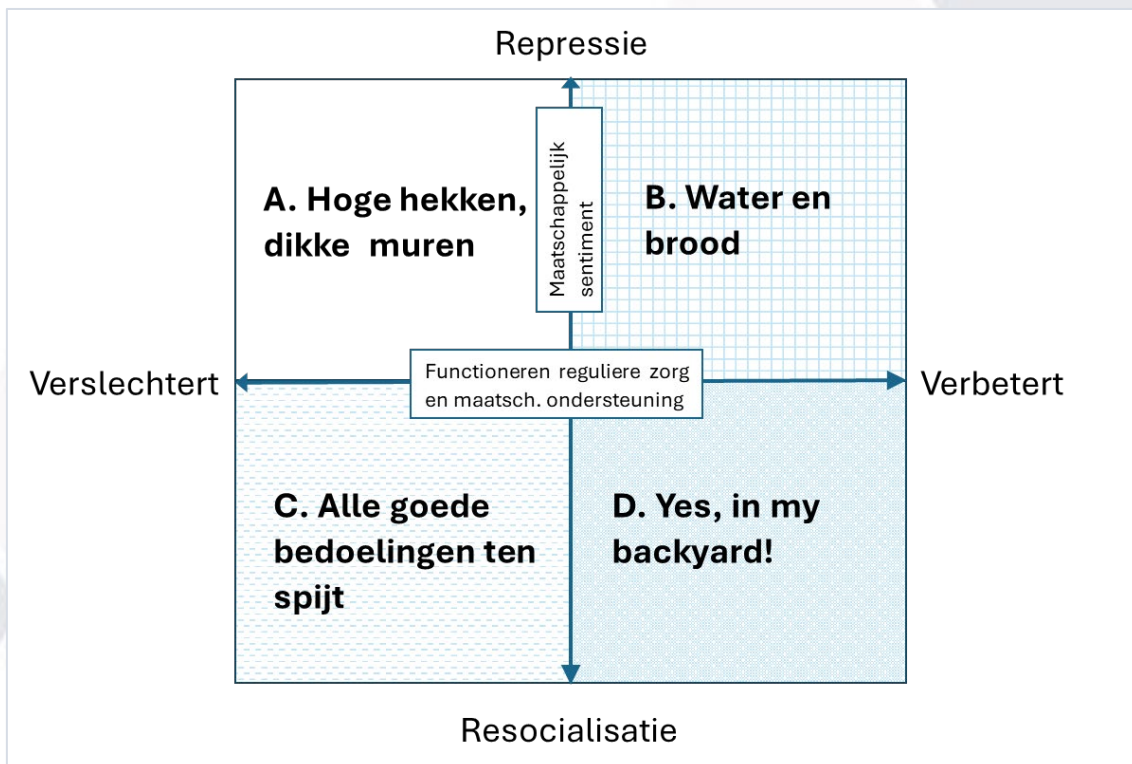 Repressie
Maatschappelijk
sentiment
A. Hoge hekken,
dikke muren
B. Water en
brood
Verslechtert
Functioneren reguliere zorg
en maatsch. ondersteuning
Verbetert
C. Alle goede
bedoelingen ten
spijt
D. Yes, in my
backyard!
Resocialisatie